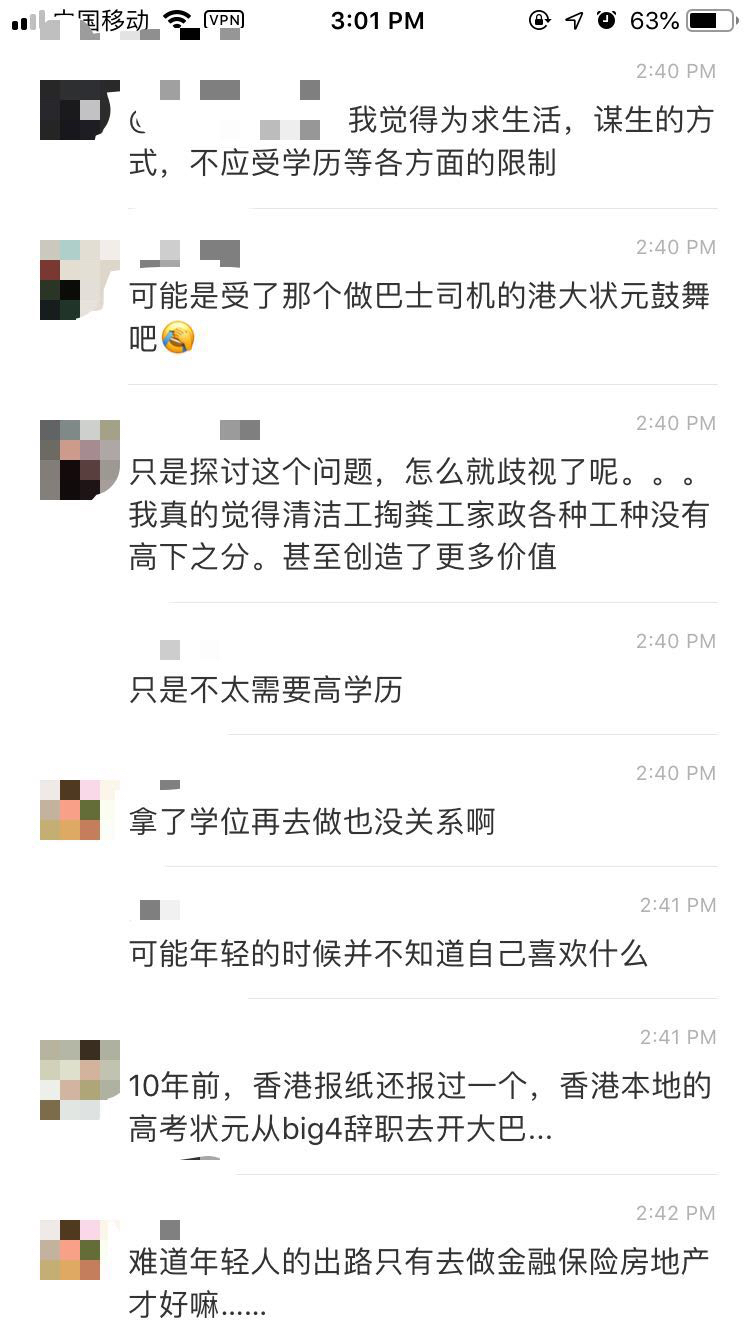 中国移动 VPN 3:01 PM 63%
2:40 PM
@ 我觉得为求生活，谋生的方
式，不应受学历等各方面的限制
2:40 PM
可能是受了那个做巴士司机的港大状元鼓舞
吧🤦
2:40 PM
只是探讨这个问题，怎么就歧视了呢。。。
我真的觉得清洁工掏粪工家政各种工种没有
高下之分。甚至创造了更多价值
2:40 PM
只是不太需要高学历
2:40 PM
拿了学位再去做也没关系啊
2:41 PM
可能年轻的时候并不知道自己喜欢什么
2:41 PM
10年前，香港报纸还报过一个，香港本地的
高考状元从big4辞职去开大巴...
2:42 PM
难道年轻人的出路只有去做金融保险房地产
才好嘛......